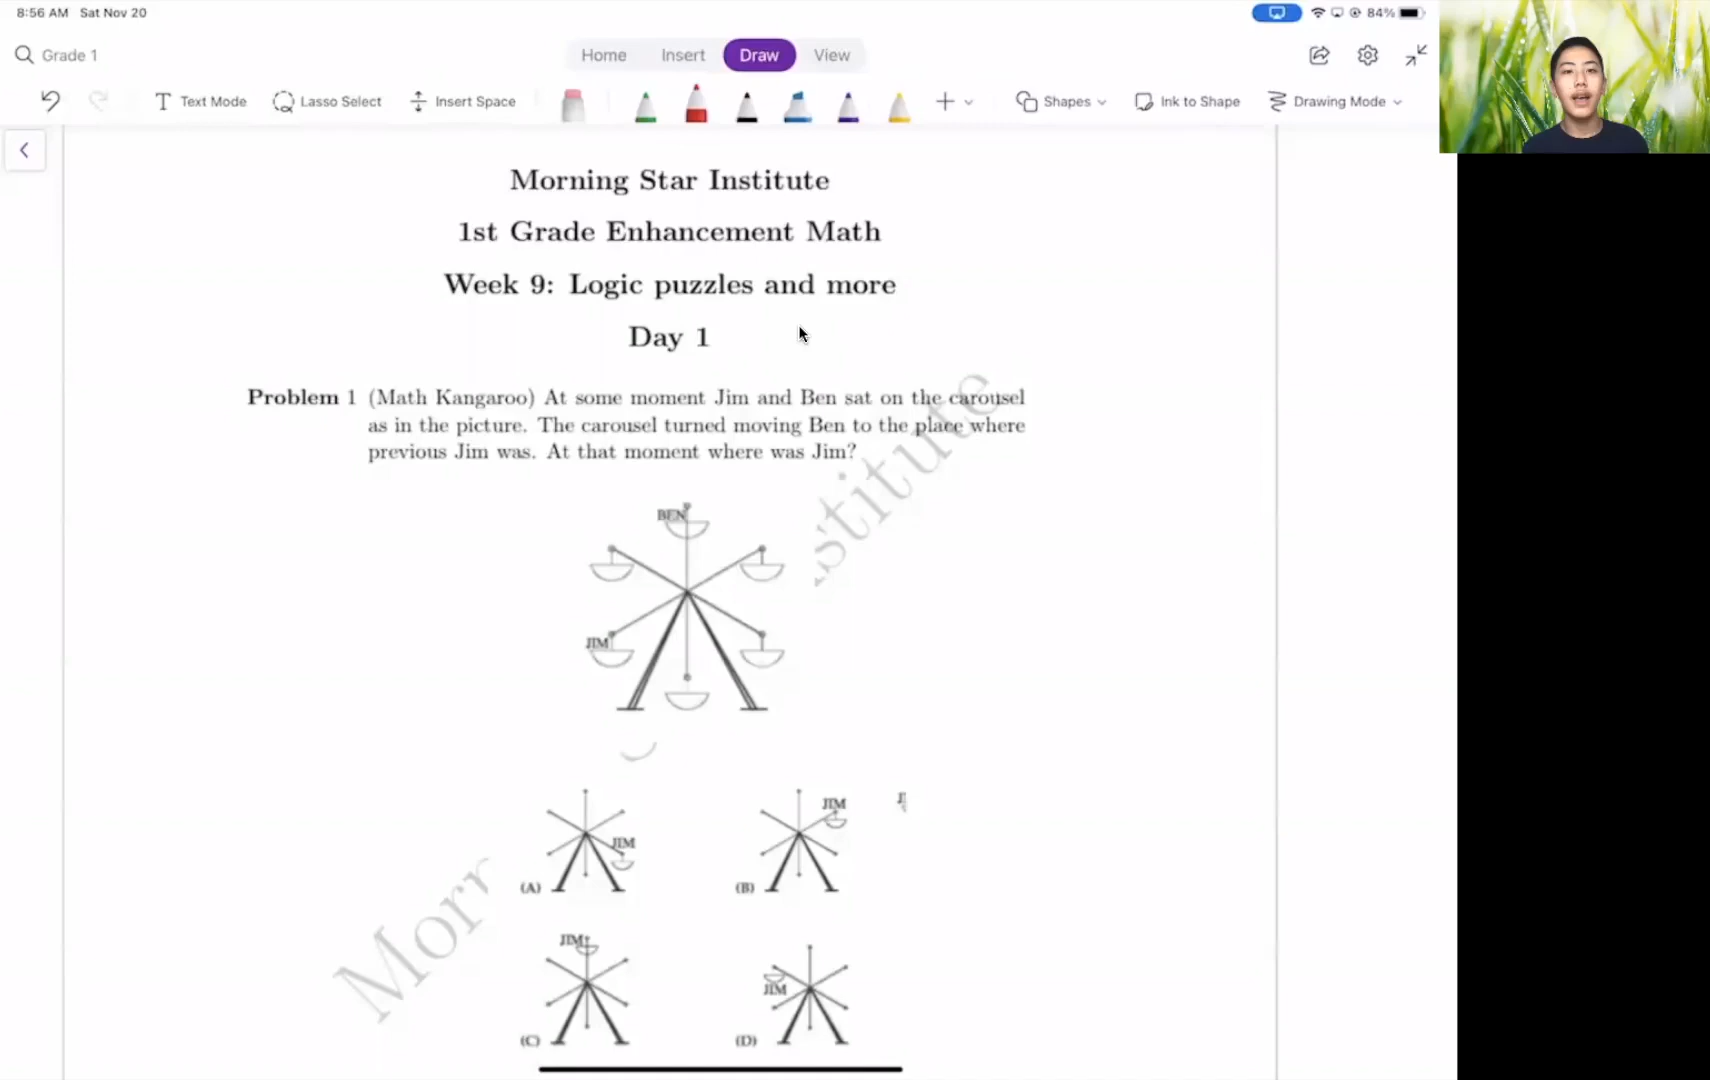 8:56 AM Sat Nov 20
84%
Grade 1
Home Insert Draw View
Text Mode Lasso Select Insert Space Shapes Ink to Shape Drawing Mode
Morning Star Institute
1st Grade Enhancement Math
Week 9: Logic puzzles and more
Day 1
Problem 1 (Math Kangaroo) At some moment Jim and Ben sat on the carousel
as in the picture. The carousel turned moving Ben to the place where
previous Jim was. At that moment where was Jim?
BEN
JIM
JIM
JIM
(A)
(B)
JIM
JIM
(C)
(D)
Morr
stitute